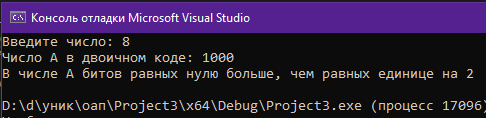 Консоль отладки Microsoft Visual Studio
Введите число: 8
Число A в двоичном коде: 1000
В числе A битов равных нулю больше, чем равных единице на 2
D:\d\уник\оап\Project3\x64\Debug\Project3.exe (процесс 17096)